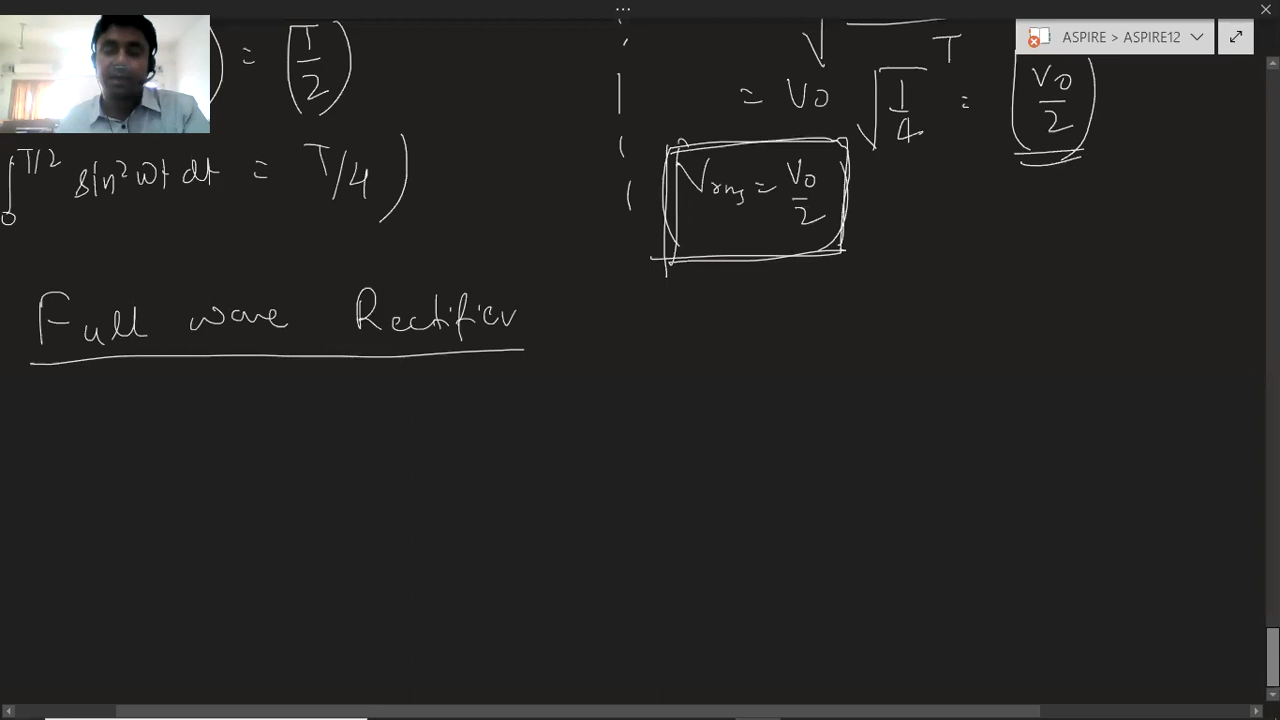 ) = (T/2)
∫₀^T/2 sin² ωt dt = T/4)
√ T
= V0 √1/4 = (V0/2)
Vrms = V0/2
Full wave Rectifier
ASPIRE > ASPIRE12